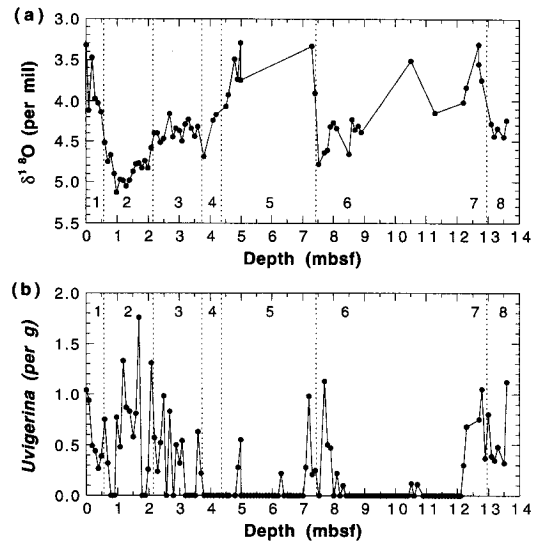 (a)
3.0
3.5
4.0
4.5
5.0
5.5
δ¹⁸O (per mil)
1 2 3 4 5 6 7 8
0 1 2 3 4 5 6 7 8 9 10 11 12 13 14
Depth (mbsf)
(b)
2.0
1.5
1.0
0.5
0.0
Uvigerina (per g)
1 2 3 4 5 6 7 8
0 1 2 3 4 5 6 7 8 9 10 11 12 13 14
Depth (mbsf)